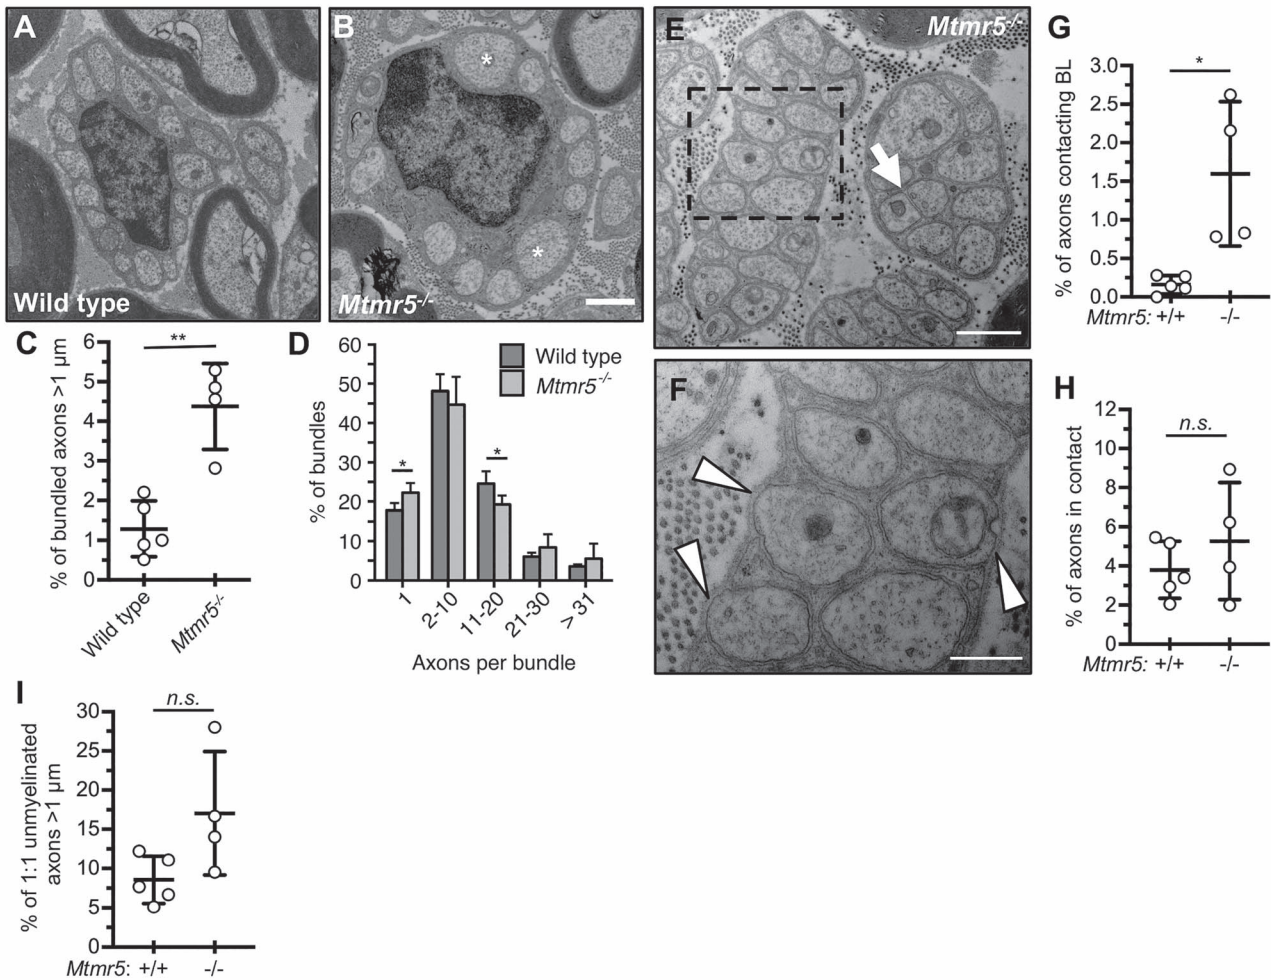 A
Wild type
B
*
*
Mtmr5-/-
E
Mtmr5-/-
G
% of axons contacting BL
3.0
2.5
2.0
1.5
1.0
0.5
0.0
*
Mtmr5: +/+ -/-
C
% of bundled axons >1 µm
6
5
4
3
2
1
0
**
Wild type
Mtmr5-/-
D
% of bundles
60
50
40
30
20
10
0
Wild type
Mtmr5-/-
*
*
1
2-10
11-20
21-30
> 31
Axons per bundle
F
H
% of axons in contact
12
10
8
6
4
2
0
n.s.
Mtmr5: +/+ -/-
I
% of 1:1 unmyelinated
axons >1 µm
30
25
20
15
10
5
0
n.s.
Mtmr5: +/+ -/-